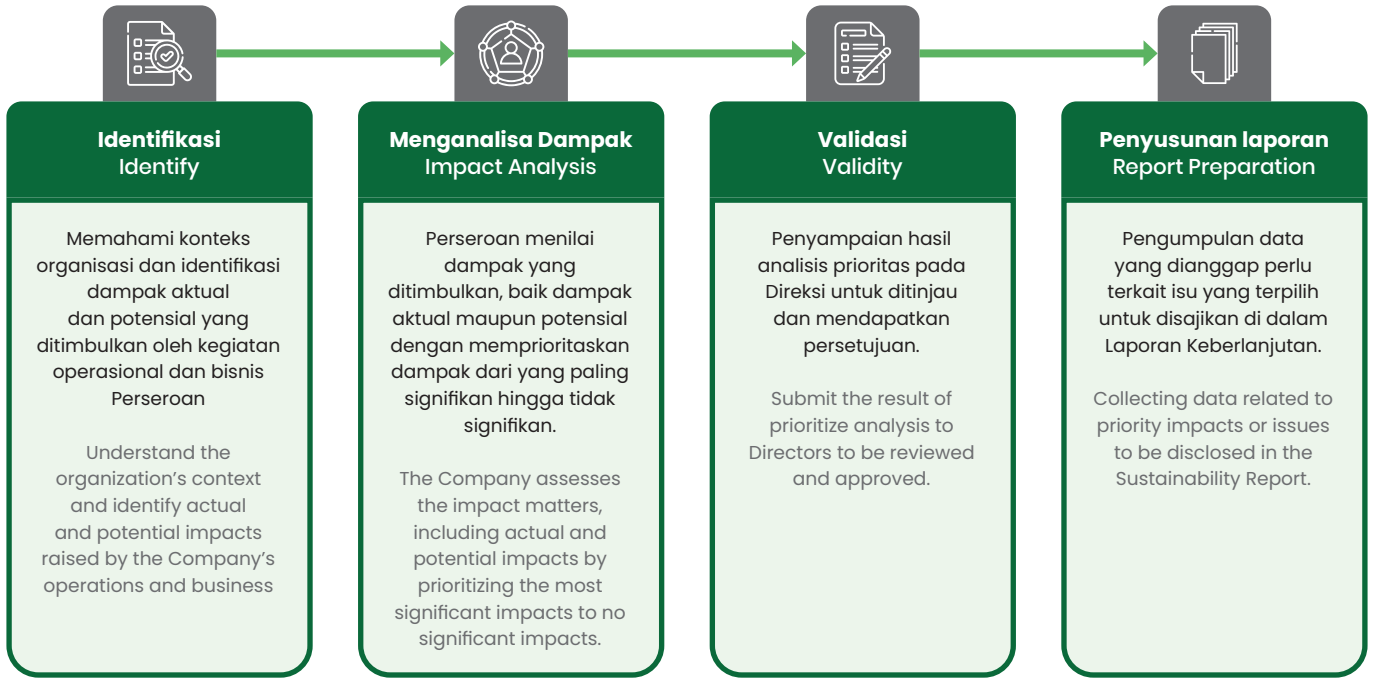 Identifikasi
Identify
Memahami konteks
organisasi dan identifikasi
dampak aktual
dan potensial yang
ditimbulkan oleh kegiatan
operasional dan bisnis
Perseroan
Understand the
organization's context
and identify actual
and potential impacts
raised by the Company's
operations and business
Menganalisa Dampak
Impact Analysis
Perseroan menilai
dampak yang
ditimbulkan, baik dampak
aktual maupun potensial
dengan memprioritaskan
dampak dari yang paling
signifikan hingga tidak
signifikan.
The Company assesses
the impact matters,
including actual and
potential impacts by
prioritizing the most
significant impacts to no
significant impacts.
Validasi
Validity
Penyampaian hasil
analisis prioritas pada
Direksi untuk ditinjau
dan mendapatkan
persetujuan.
Submit the result of
prioritize analysis to
Directors to be reviewed
and approved.
Penyusunan laporan
Report Preparation
Pengumpulan data
yang dianggap perlu
terkait isu yang terpilih
untuk disajikan di dalam
Laporan Keberlanjutan.
Collecting data related to
priority impacts or issues
to be disclosed in the
Sustainability Report.